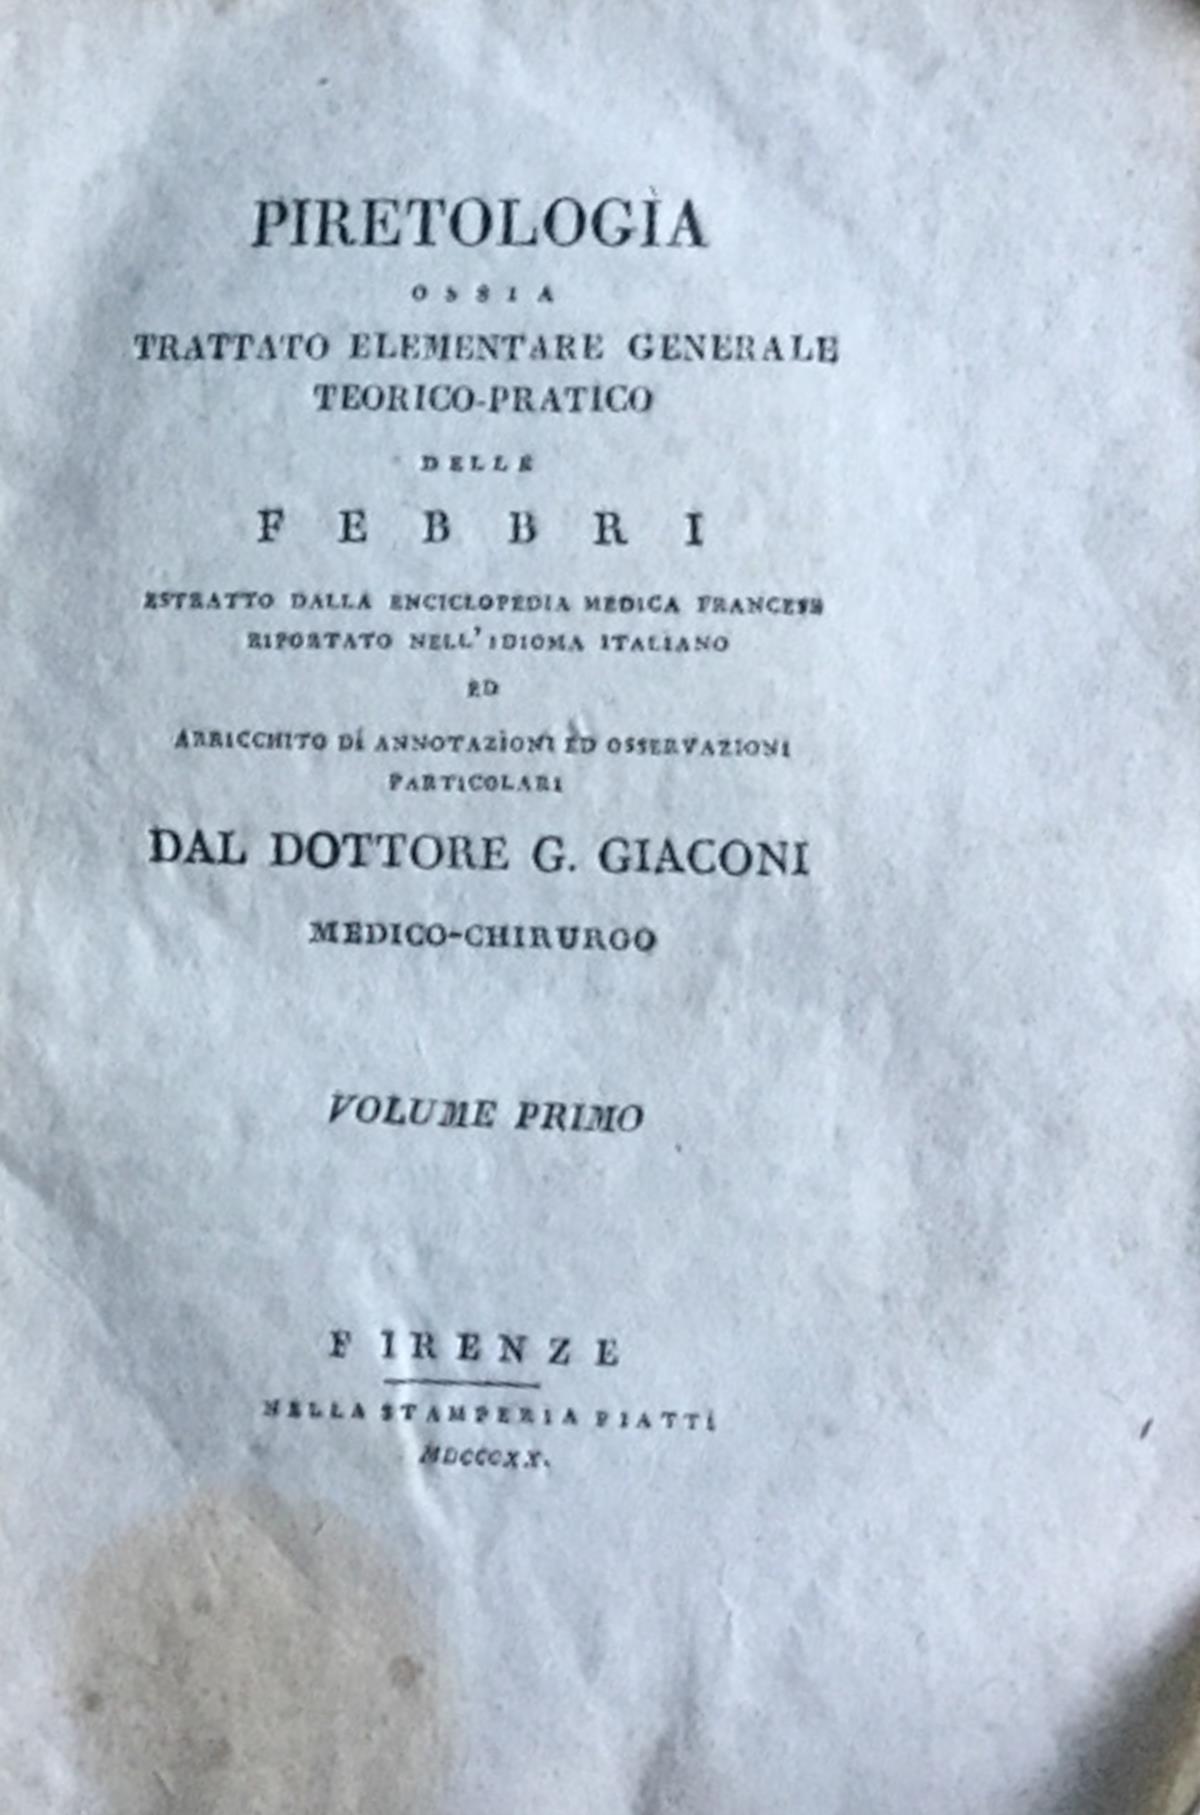 PIRETOLOGÌA
OSSIA
TRATTATO ELEMENTARE GENERALE
TEORICO-PRATICO
DELLE
FEBBRI
ESTRATTO DALLA ENCICLOPEDIA MEDICA FRANCESE
RIPORTATO NELL'IDIOMA ITALIANO
ED
ARRICCHITO DI ANNOTAZIONI ED OSSERVAZIONI
PARTICOLARI
DAL DOTTORE G. GIACONI
MEDICO-CHIRURGO
VOLUME PRIMO
FIRENZE
NELLA STAMPERIA PIATTI
MDCCCXX.